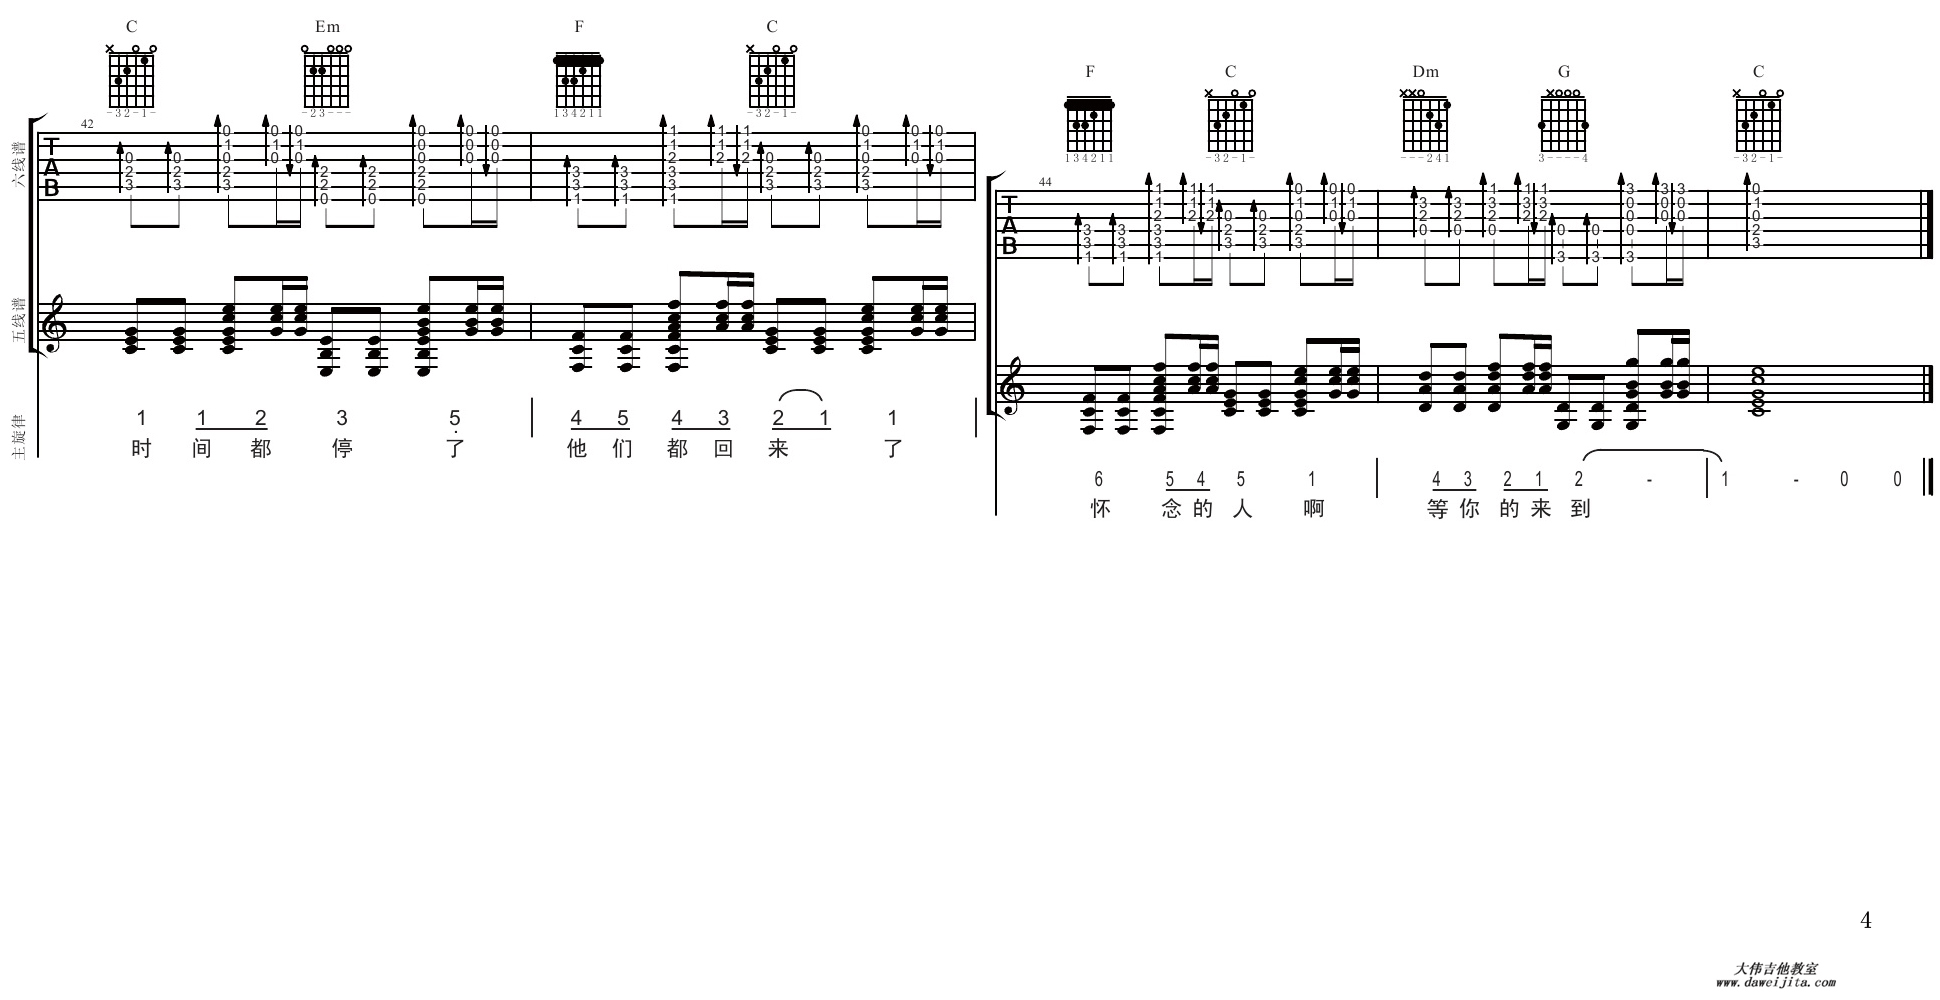 C Em F C
-32-1- -23--- 134211 -32-1-
42
六线谱
TAB
五线谱
主旋律
1 1 2 3 5 4 5 4 3 2 1 1
时 间 都 停 了 他 们 都 回 来 了
F C Dm G C
134211 -32-1- ---241 3----4 -32-1-
44
TAB
6 5 4 5 1 4 3 2 1 2 - 1 - 0 0
怀 念 的 人 啊 等 你 的 来 到
4
大伟吉他教室
www.daweijita.com